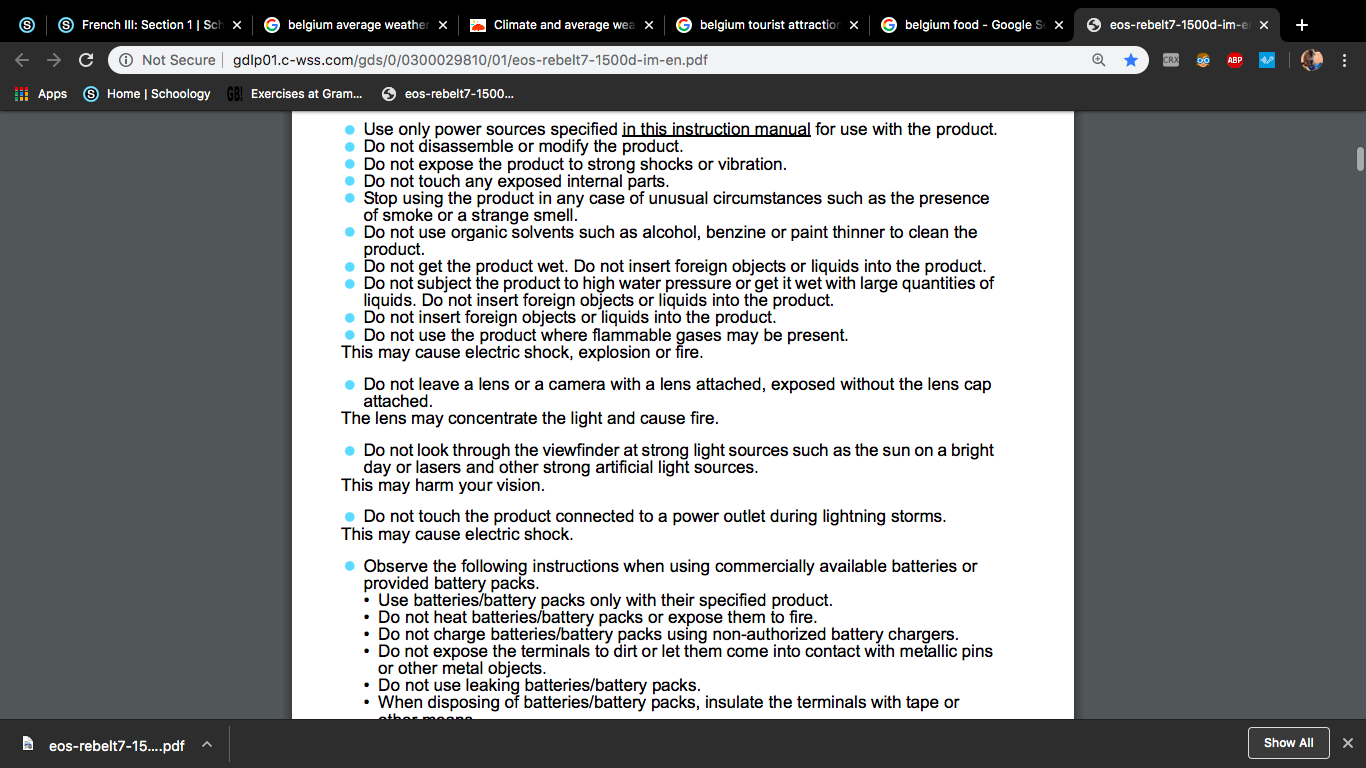 French III: Section 1 | Sch
belgium average weather
Climate and average wea
belgium tourist attraction
belgium food - Google Se
eos-rebelt7-1500d-im-en
Not Secure | gdlp01.c-wss.com/gds/0/0300029810/01/eos-rebelt7-1500d-im-en.pdf
CRX
ABP
Apps
Home | Schoology
GB!
Exercises at Gram...
eos-rebelt7-1500...
Use only power sources specified in this instruction manual for use with the product.
Do not disassemble or modify the product.
Do not expose the product to strong shocks or vibration.
Do not touch any exposed internal parts.
Stop using the product in any case of unusual circumstances such as the presence
of smoke or a strange smell.
Do not use organic solvents such as alcohol, benzine or paint thinner to clean the
product.
Do not get the product wet. Do not insert foreign objects or liquids into the product.
Do not subject the product to high water pressure or get it wet with large quantities of
liquids. Do not insert foreign objects or liquids into the product.
Do not insert foreign objects or liquids into the product.
Do not use the product where flammable gases may be present.
This may cause electric shock, explosion or fire.
Do not leave a lens or a camera with a lens attached, exposed without the lens cap
attached.
The lens may concentrate the light and cause fire.
Do not look through the viewfinder at strong light sources such as the sun on a bright
day or lasers and other strong artificial light sources.
This may harm your vision.
Do not touch the product connected to a power outlet during lightning storms.
This may cause electric shock.
Observe the following instructions when using commercially available batteries or
provided battery packs.
• Use batteries/battery packs only with their specified product.
• Do not heat batteries/battery packs or expose them to fire.
• Do not charge batteries/battery packs using non-authorized battery chargers.
• Do not expose the terminals to dirt or let them come into contact with metallic pins
or other metal objects.
• Do not use leaking batteries/battery packs.
• When disposing of batteries/battery packs, insulate the terminals with tape or
other means.
eos-rebelt7-15....pdf
Show All